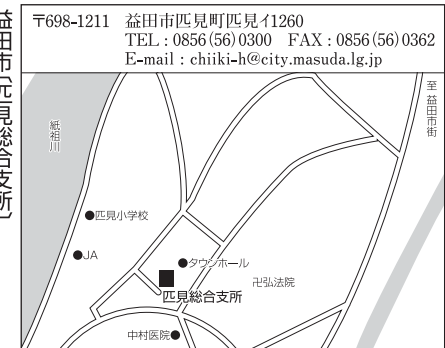 益田市〔匹見総合支所〕
〒698-1211 益田市匹見町匹見イ1260
TEL : 0856(56)0300 FAX : 0856(56)0362
E-mail : chiiki-h@city.masuda.lg.jp
至 益田市街
紙祖川
●匹見小学校
●JA
●タウンホール
卍弘法院
匹見総合支所
中村医院●